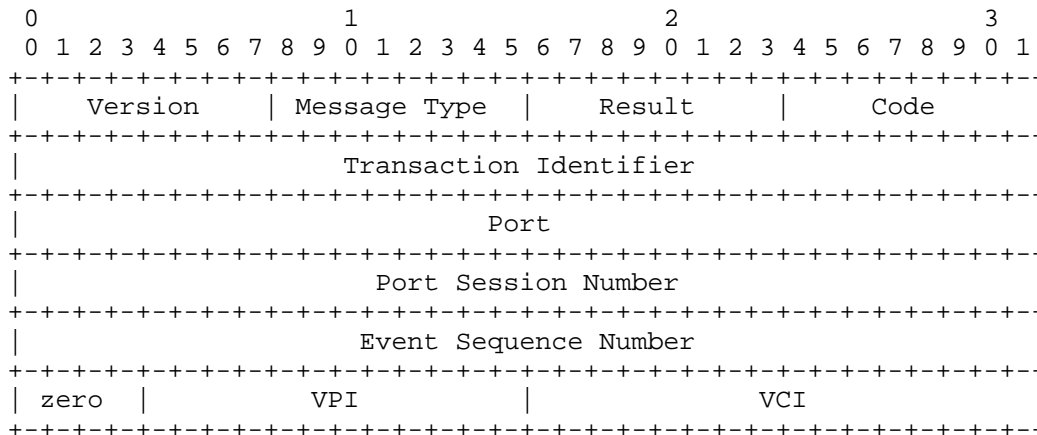 0                   1                   2                   3
0 1 2 3 4 5 6 7 8 9 0 1 2 3 4 5 6 7 8 9 0 1 2 3 4 5 6 7 8 9 0 1
+-+-+-+-+-+-+-+-+-+-+-+-+-+-+-+-+-+-+-+-+-+-+-+-+-+-+-+-+-+-+-+--
|    Version    | Message Type  |    Result     |     Code
+-+-+-+-+-+-+-+-+-+-+-+-+-+-+-+-+-+-+-+-+-+-+-+-+-+-+-+-+-+-+-+--
|                    Transaction Identifier
+-+-+-+-+-+-+-+-+-+-+-+-+-+-+-+-+-+-+-+-+-+-+-+-+-+-+-+-+-+-+-+--
|                             Port
+-+-+-+-+-+-+-+-+-+-+-+-+-+-+-+-+-+-+-+-+-+-+-+-+-+-+-+-+-+-+-+--
|                      Port Session Number
+-+-+-+-+-+-+-+-+-+-+-+-+-+-+-+-+-+-+-+-+-+-+-+-+-+-+-+-+-+-+-+--
|                     Event Sequence Number
+-+-+-+-+-+-+-+-+-+-+-+-+-+-+-+-+-+-+-+-+-+-+-+-+-+-+-+-+-+-+-+--
| zero  |          VPI          |              VCI
+-+-+-+-+-+-+-+-+-+-+-+-+-+-+-+-+-+-+-+-+-+-+-+-+-+-+-+-+-+-+-+--